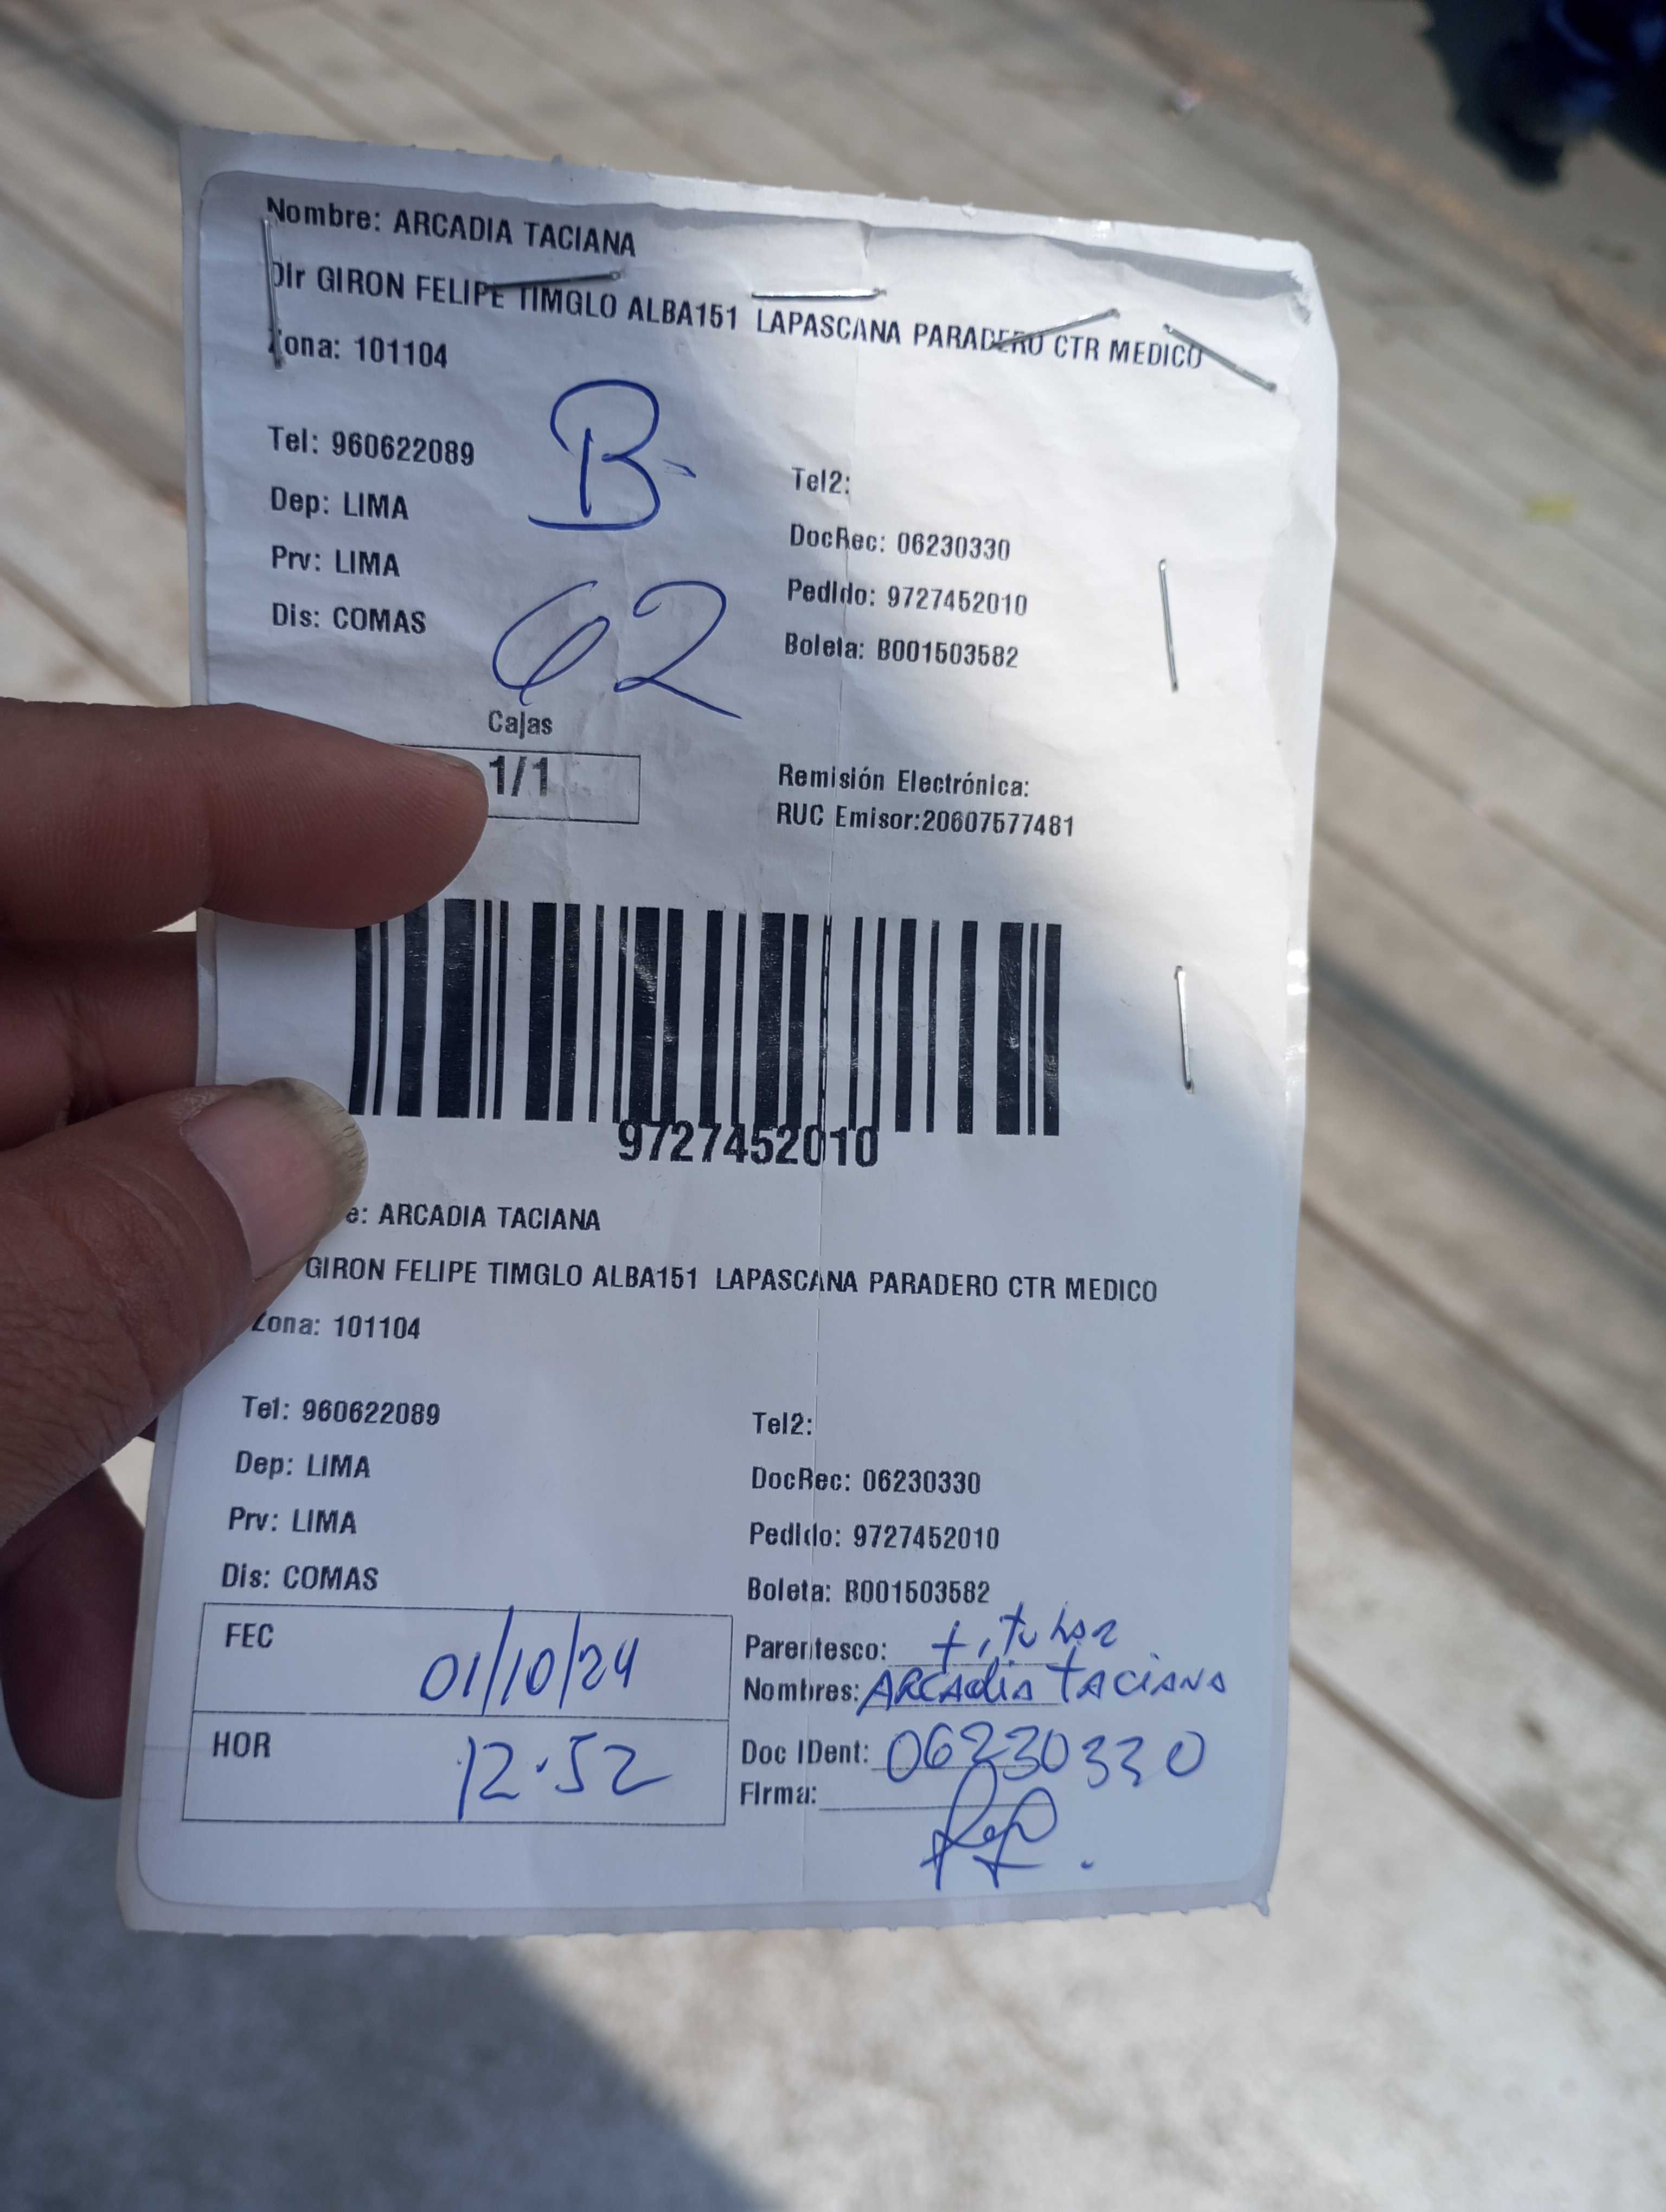 Nombre: ARCADIA TACIANA
Dir GIRON FELIPE TIMGLO ALBA151 LAPASCANA PARADERO CTR MEDICO
Zona: 101104
B
Tel: 960622089
Tel2:
Dep: LIMA
DocRec: 06230330
Prv: LIMA
Pedido: 9727452010
Dis: COMAS
62
Boleta: B001503582
Cajas
1/1
Remisión Electrónica:
RUC Emisor:20607577481
9727452010
e: ARCADIA TACIANA
GIRON FELIPE TIMGLO ALBA151 LAPASCANA PARADERO CTR MEDICO
Zona: 101104
Tel: 960622089
Tel2:
Dep: LIMA
DocRec: 06230330
Prv: LIMA
Pedido: 9727452010
Dis: COMAS
Boleta: B001503582
FEC 01/10/24
Parentesco: titular
Nombres: ARCAdiA TACIANA
HOR 12.52
Doc IDent: 06230330
Firma: